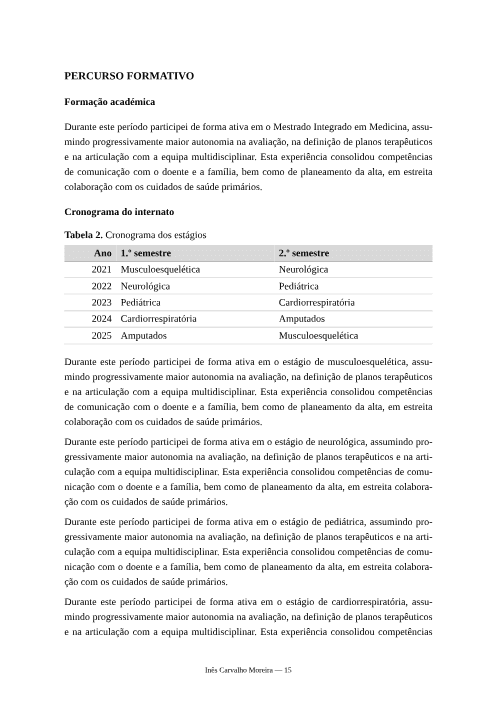 PERCURSO FORMATIVO
Formação académica
Durante este período participei de forma ativa em o Mestrado Integrado em Medicina, assu-
mindo progressivamente maior autonomia na avaliação, na definição de planos terapêuticos
e na articulação com a equipa multidisciplinar. Esta experiência consolidou competências
de comunicação com o doente e a família, bem como de planeamento da alta, em estreita
colaboração com os cuidados de saúde primários.
Cronograma do internato
Tabela 2. Cronograma dos estágios
Ano 1.º semestre 2.º semestre
2021 Musculoesquelética Neurológica
2022 Neurológica Pediátrica
2023 Pediátrica Cardiorrespiratória
2024 Cardiorrespiratória Amputados
2025 Amputados Musculoesquelética
Durante este período participei de forma ativa em o estágio de musculoesquelética, assu-
mindo progressivamente maior autonomia na avaliação, na definição de planos terapêuticos
e na articulação com a equipa multidisciplinar. Esta experiência consolidou competências
de comunicação com o doente e a família, bem como de planeamento da alta, em estreita
colaboração com os cuidados de saúde primários.
Durante este período participei de forma ativa em o estágio de neurológica, assumindo pro-
gressivamente maior autonomia na avaliação, na definição de planos terapêuticos e na arti-
culação com a equipa multidisciplinar. Esta experiência consolidou competências de comu-
nicação com o doente e a família, bem como de planeamento da alta, em estreita colabora-
ção com os cuidados de saúde primários.
Durante este período participei de forma ativa em o estágio de pediátrica, assumindo pro-
gressivamente maior autonomia na avaliação, na definição de planos terapêuticos e na arti-
culação com a equipa multidisciplinar. Esta experiência consolidou competências de comu-
nicação com o doente e a família, bem como de planeamento da alta, em estreita colabora-
ção com os cuidados de saúde primários.
Durante este período participei de forma ativa em o estágio de cardiorrespiratória, assu-
mindo progressivamente maior autonomia na avaliação, na definição de planos terapêuticos
e na articulação com a equipa multidisciplinar. Esta experiência consolidou competências
Inês Carvalho Moreira — 15